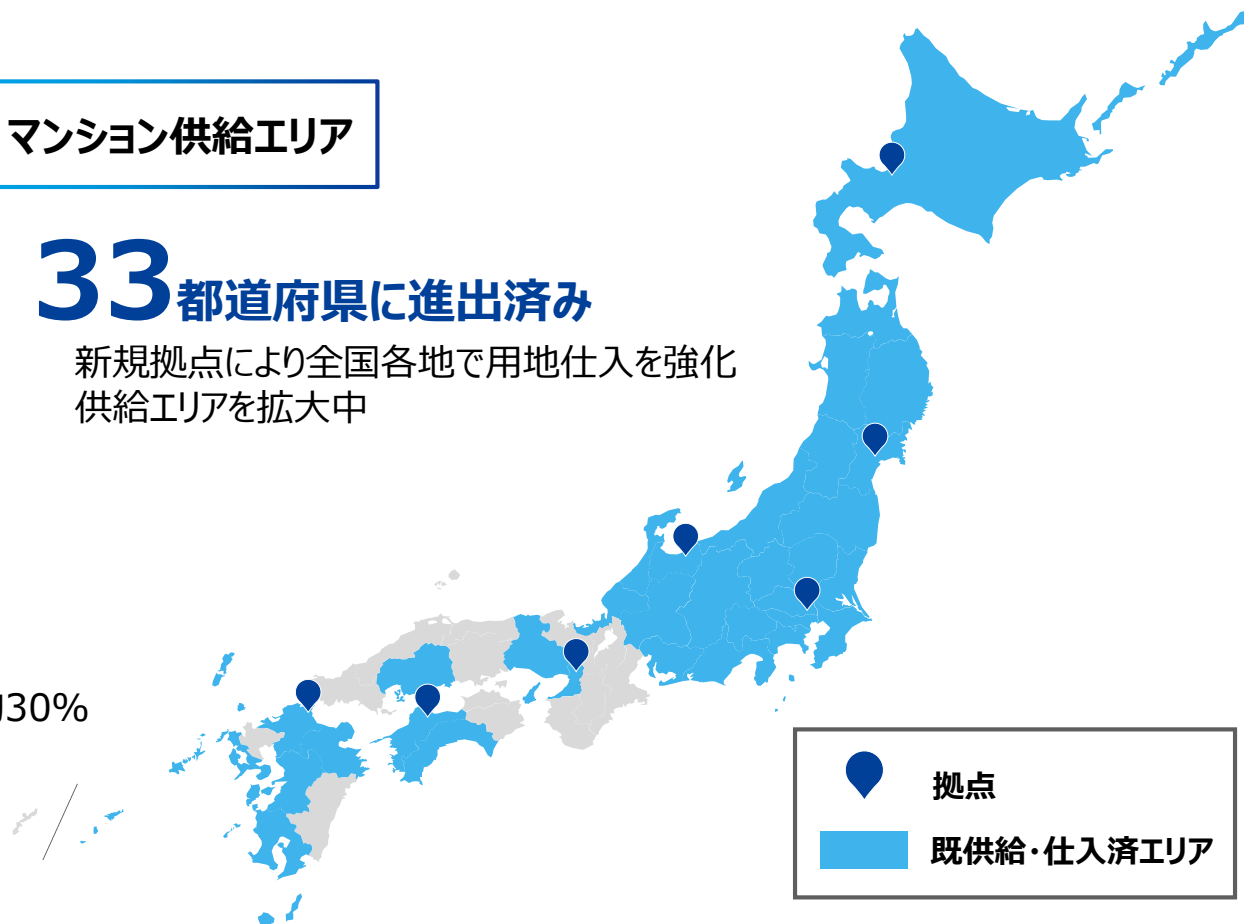 マンション供給エリア
33都道府県に進出済み
新規拠点により全国各地で用地仕入を強化
供給エリアを拡大中
30%
拠点
既供給・仕入済エリア